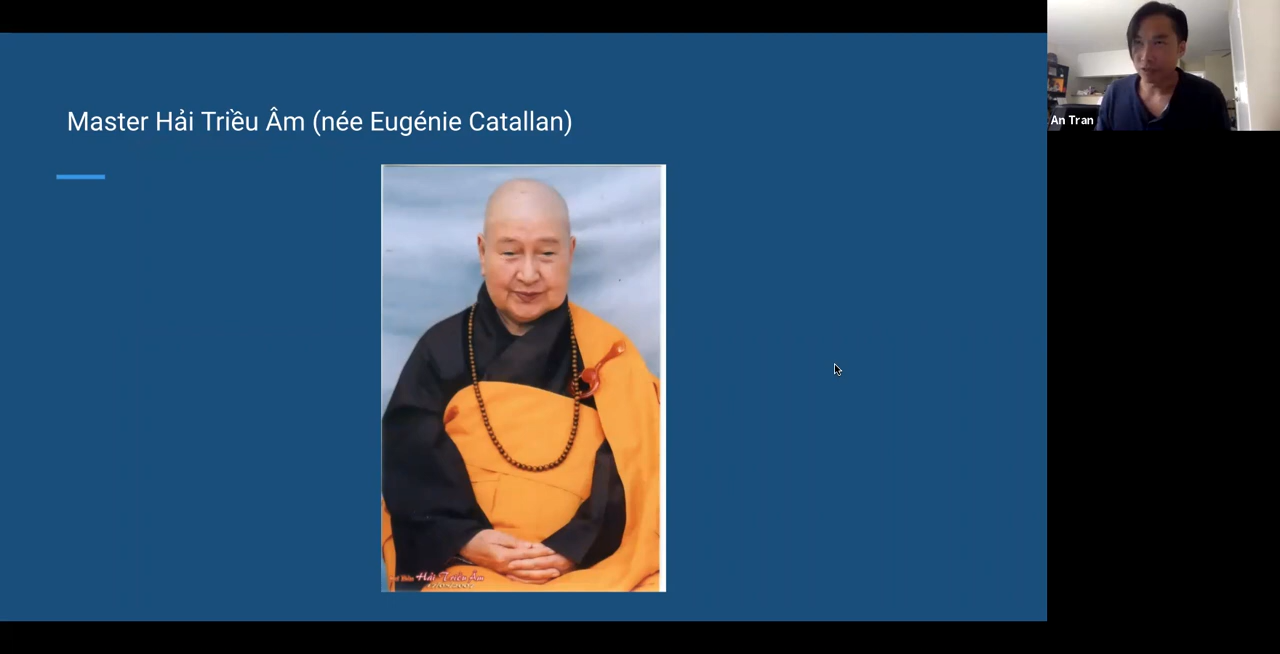 Master Hải Triều Âm (née Eugénie Catallan)
An Tran
Hải Triều Âm